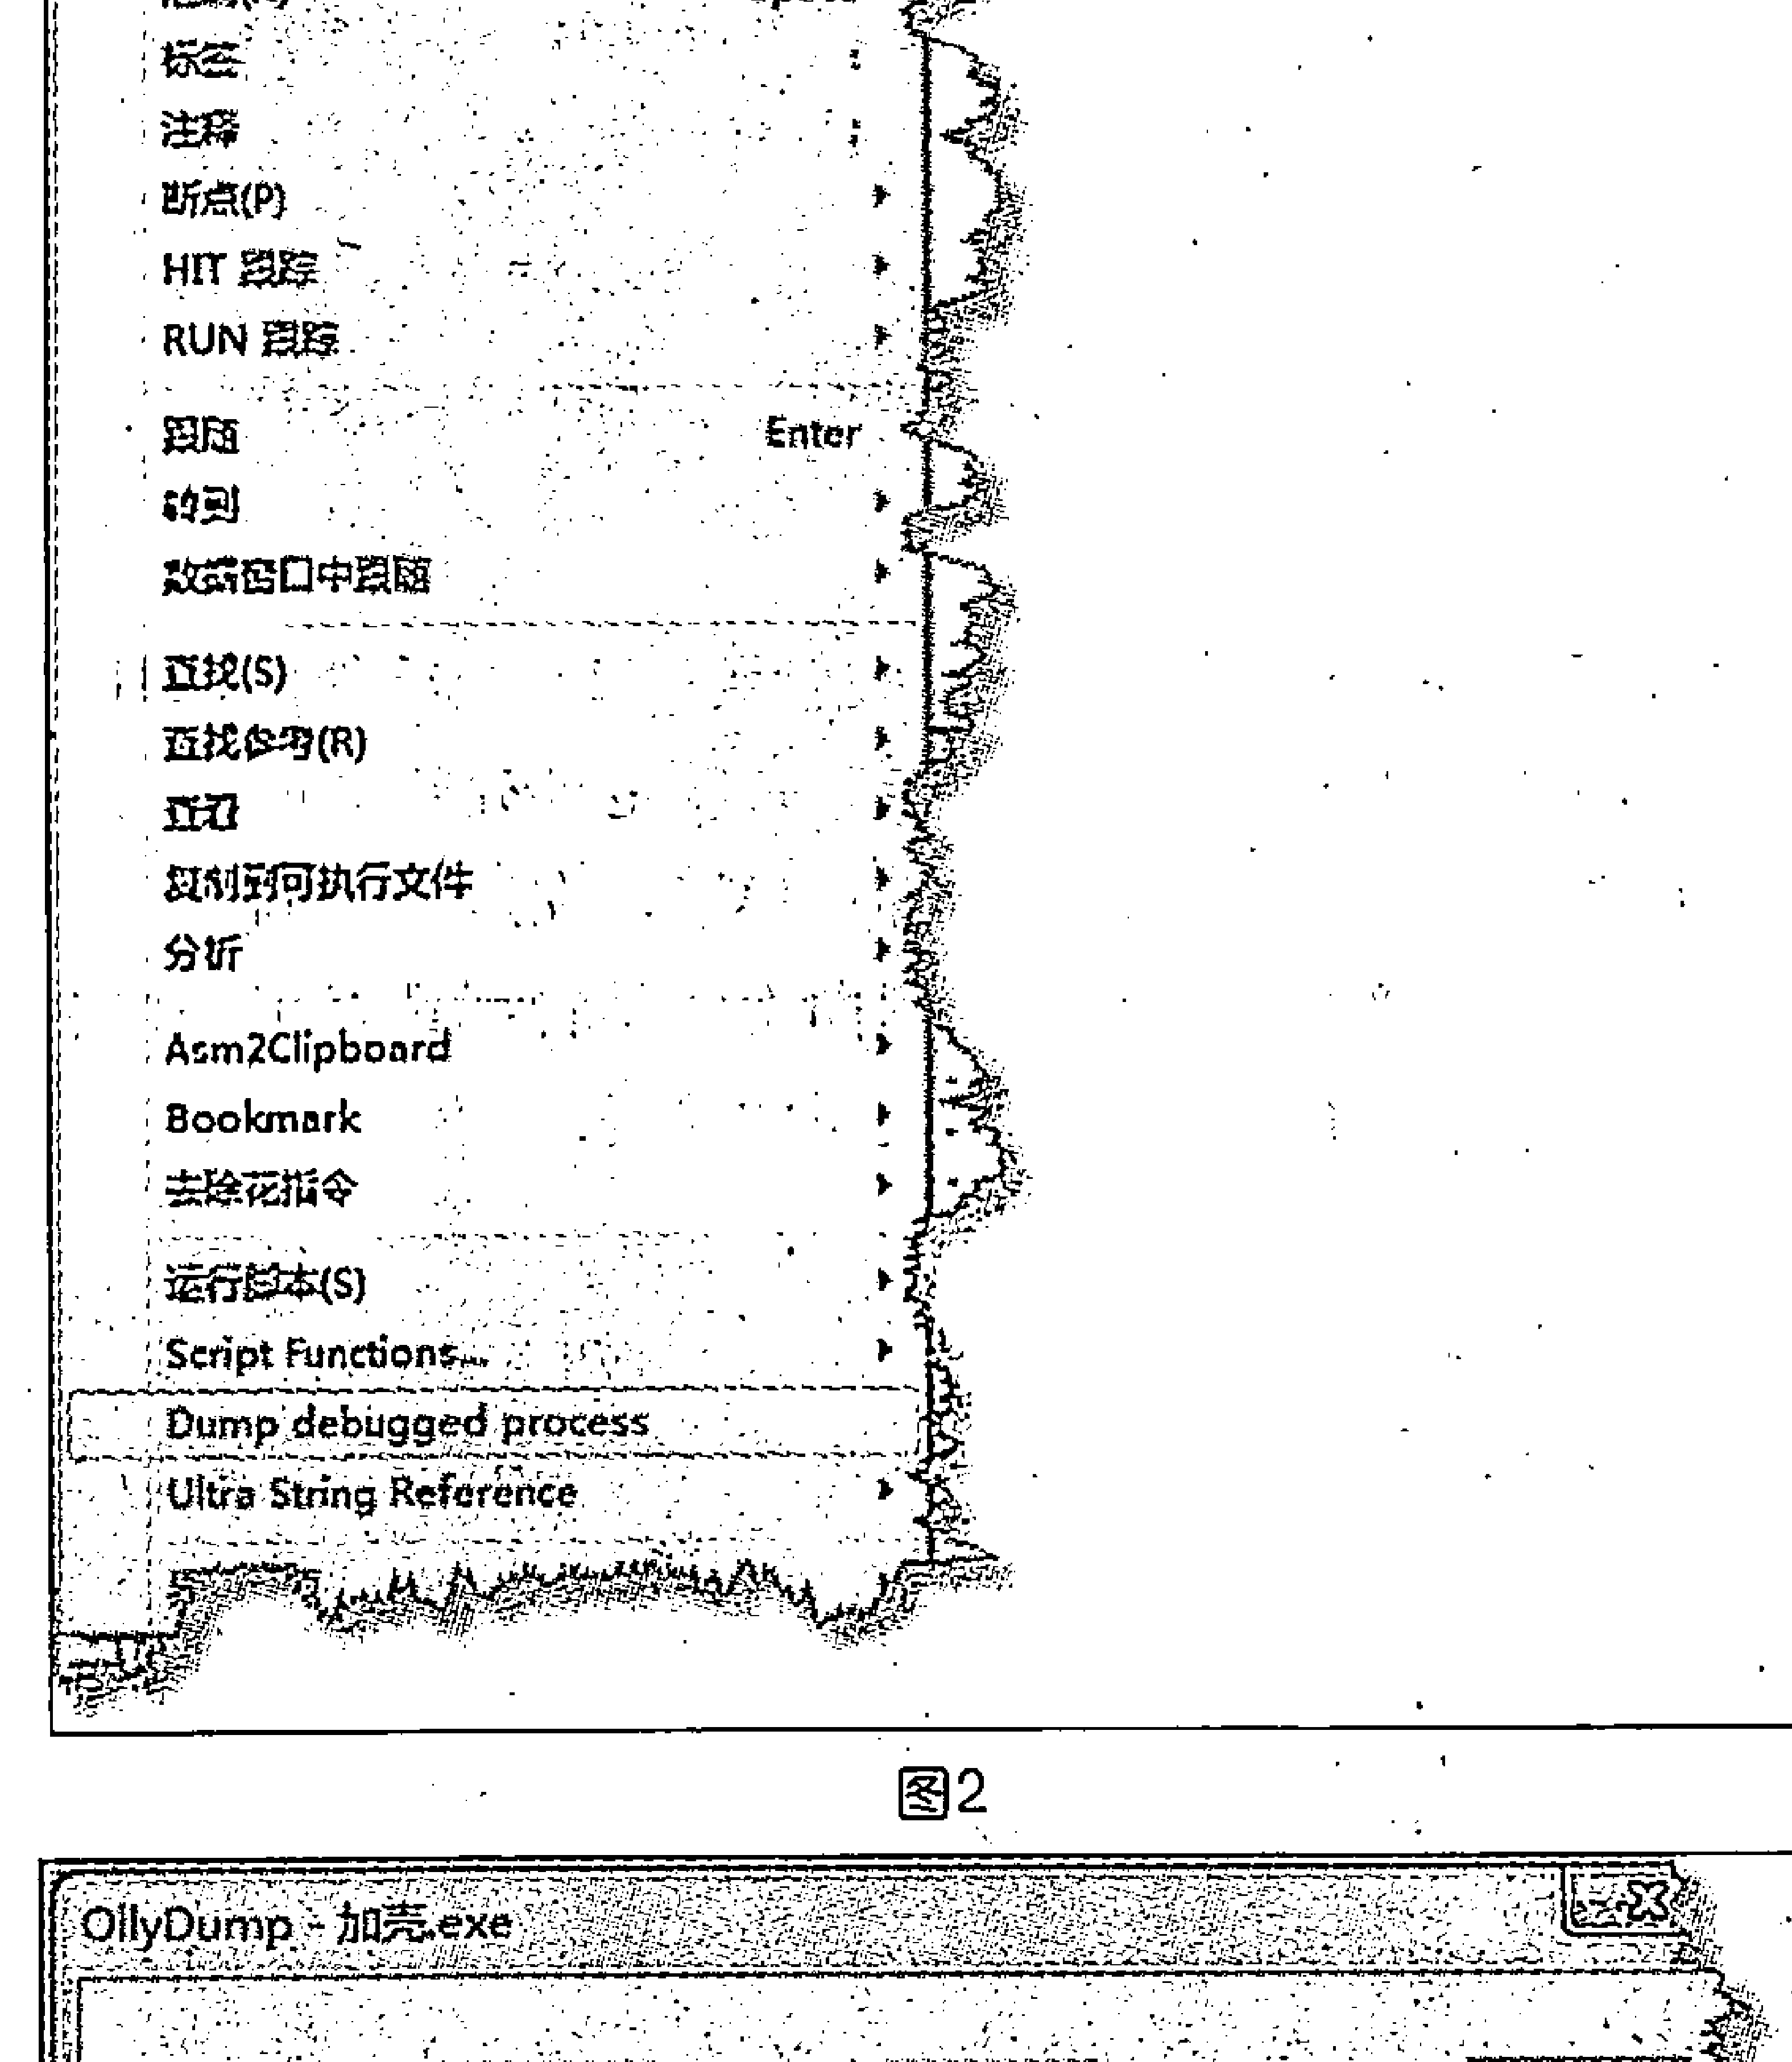 标签 :
注释 :
断点(P)
HIT 跟踪
RUN 跟踪
跟随 Enter
转到
数据窗口中跟随
查找(S)
查找参考(R)
查看
复制到可执行文件
分析
Asm2Clipboard
Bookmark
去除花指令
运行脚本(S)
Script Functions...
Dump debugged process
Ultra String Reference
图2
OllyDump - 加壳.exe